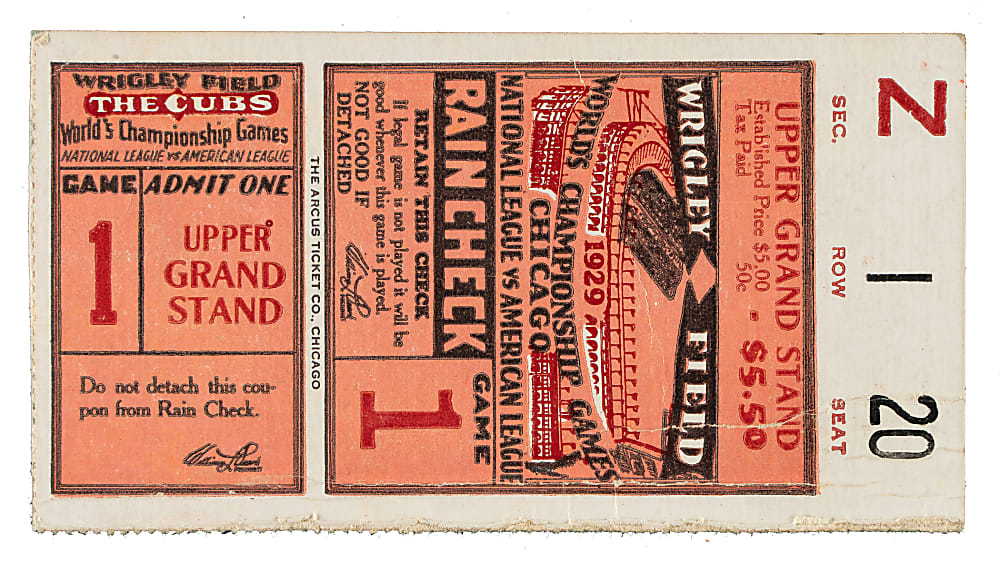 WRIGLEY FIELD
THE CUBS
World's Championship Games
NATIONAL LEAGUE VS AMERICAN LEAGUE
GAME
1
ADMIT ONE
UPPER
GRAND
STAND
Do not detach this cou-
pon from Rain Check.
THE ARCUS TICKET CO., CHICAGO
UPPER GRAND STAND
Established Price $5.00
Tax Paid 50c - $5.50
WRIGLEY FIELD
WORLDS CHAMPIONSHIP GAMES
CHICAGO 1929
NATIONAL LEAGUE VS AMERICAN LEAGUE
RAIN CHECK
GAME
1
RETAIN THIS CHECK
If legal game is not played it will be
good whenever this game is played.
NOT GOOD IF
DETACHED
SEC. Z
ROW 1
SEAT 20